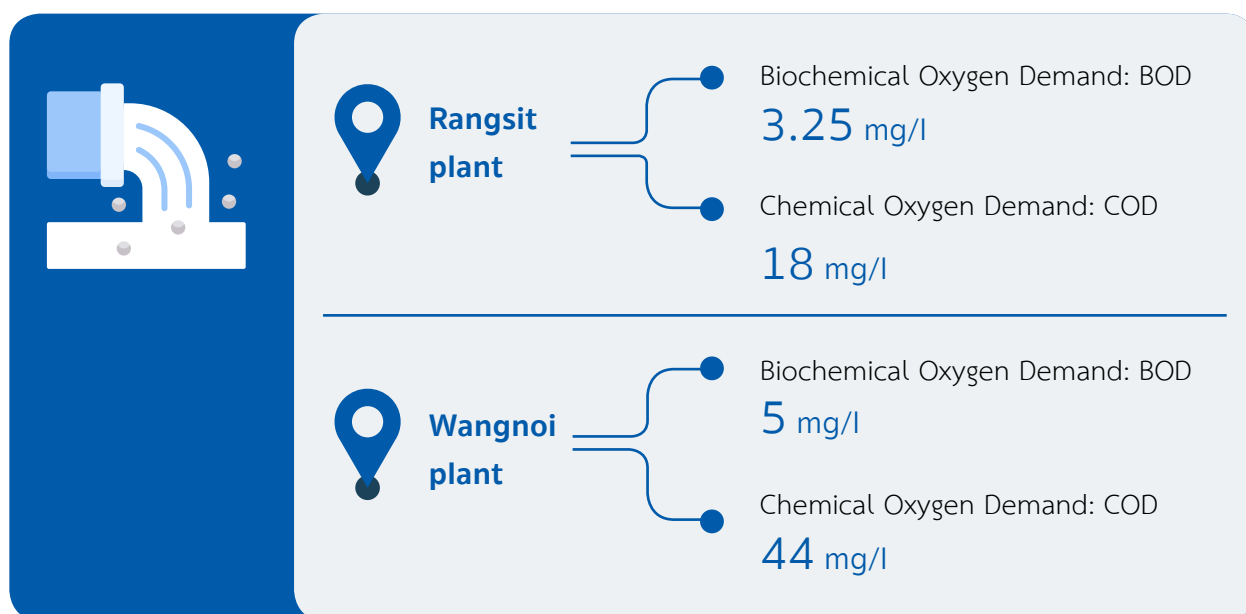 Rangsit
plant
Biochemical Oxygen Demand: BOD
3.25 mg/l
Chemical Oxygen Demand: COD
18 mg/l
Wangnoi
plant
Biochemical Oxygen Demand: BOD
5 mg/l
Chemical Oxygen Demand: COD
44 mg/l